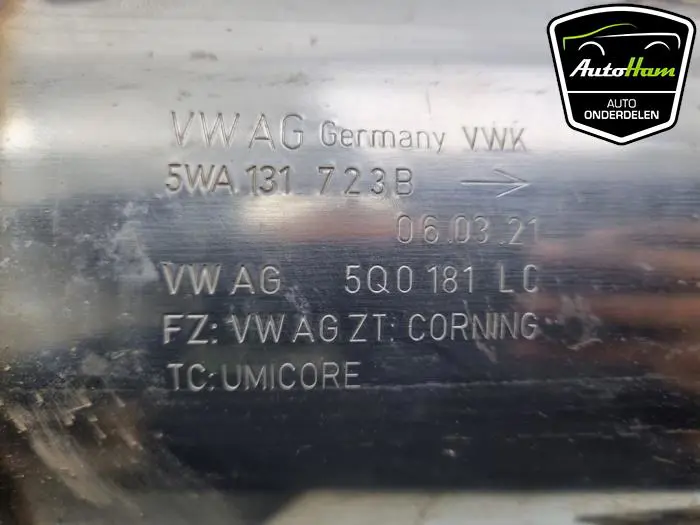 AutoHam
AUTO
ONDERDELEN
VW AG Germany VWK
5WA.131 723B →
06.03.21
VW AG 5Q0 181 LC
FZ: VW AG ZT: CORNING
TC: UMICORE